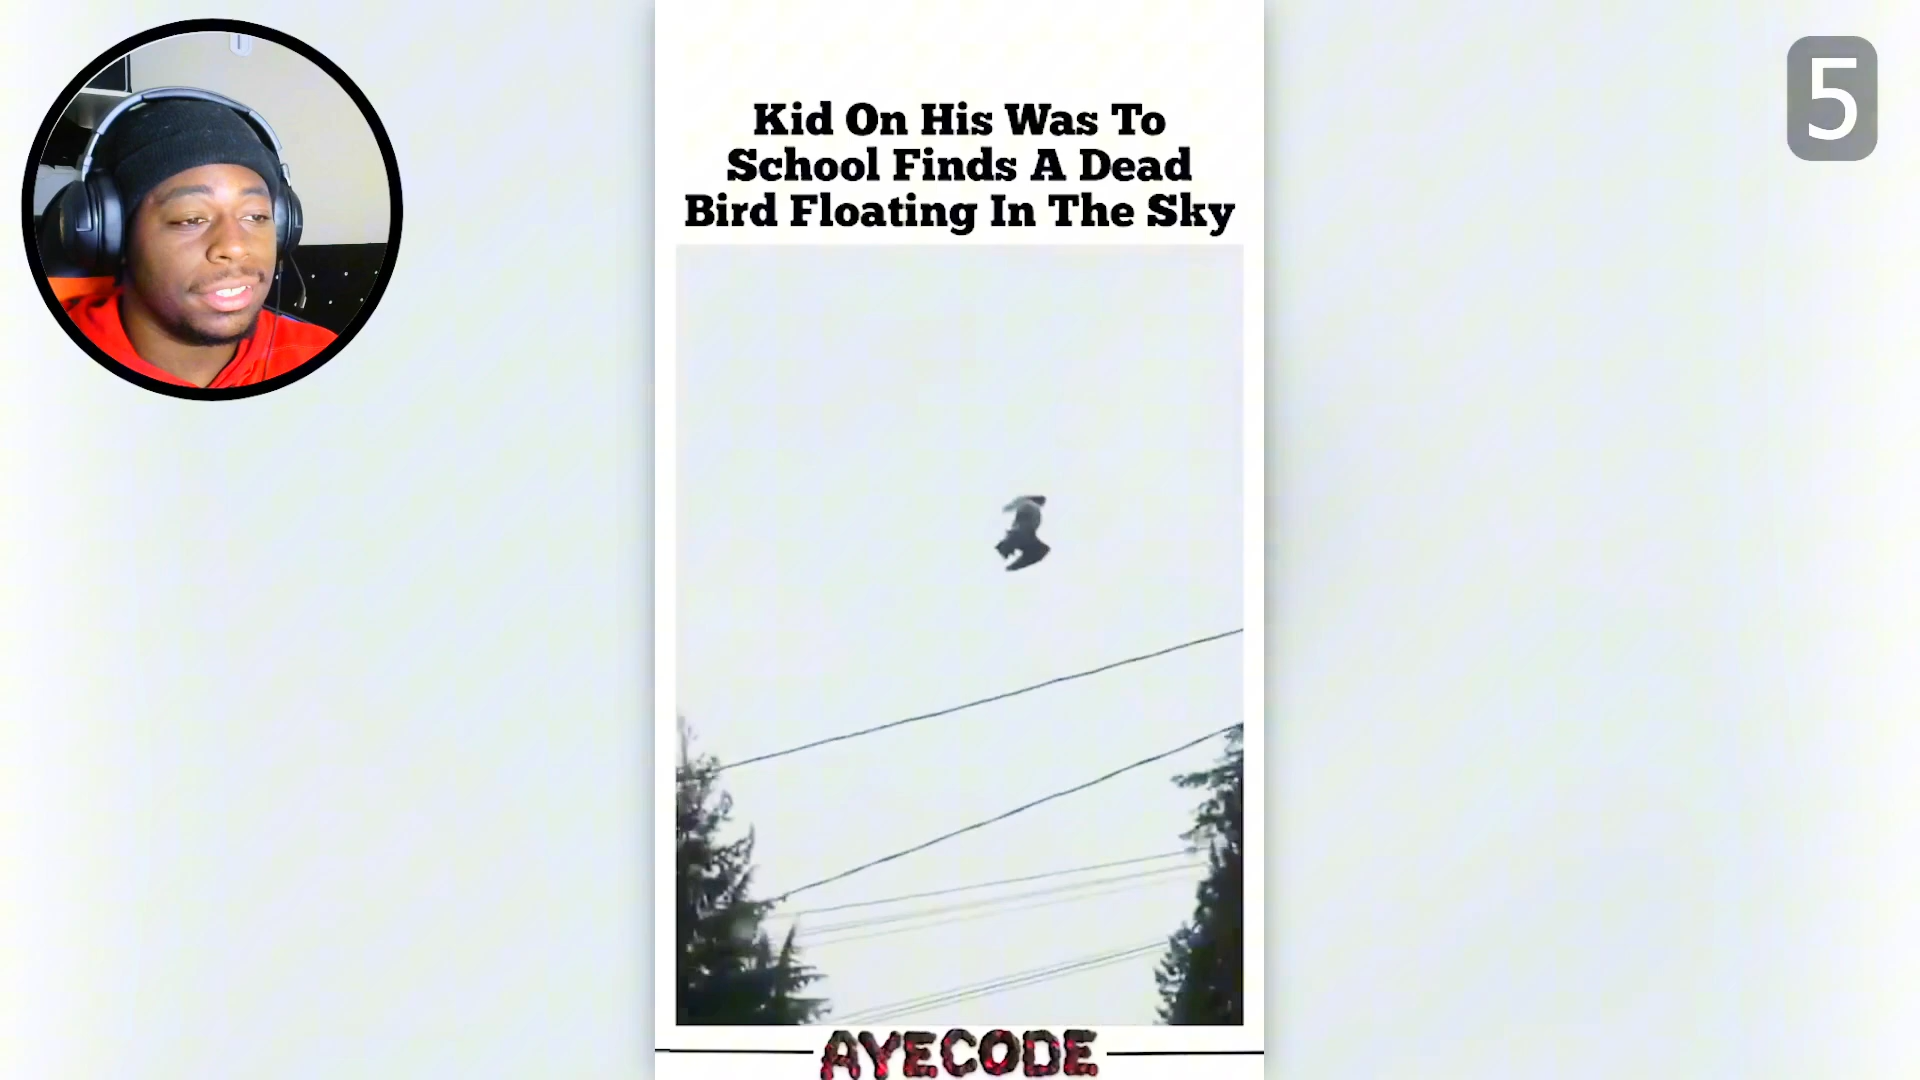 5
Kid On His Was To
School Finds A Dead
Bird Floating In The Sky
AYECODE